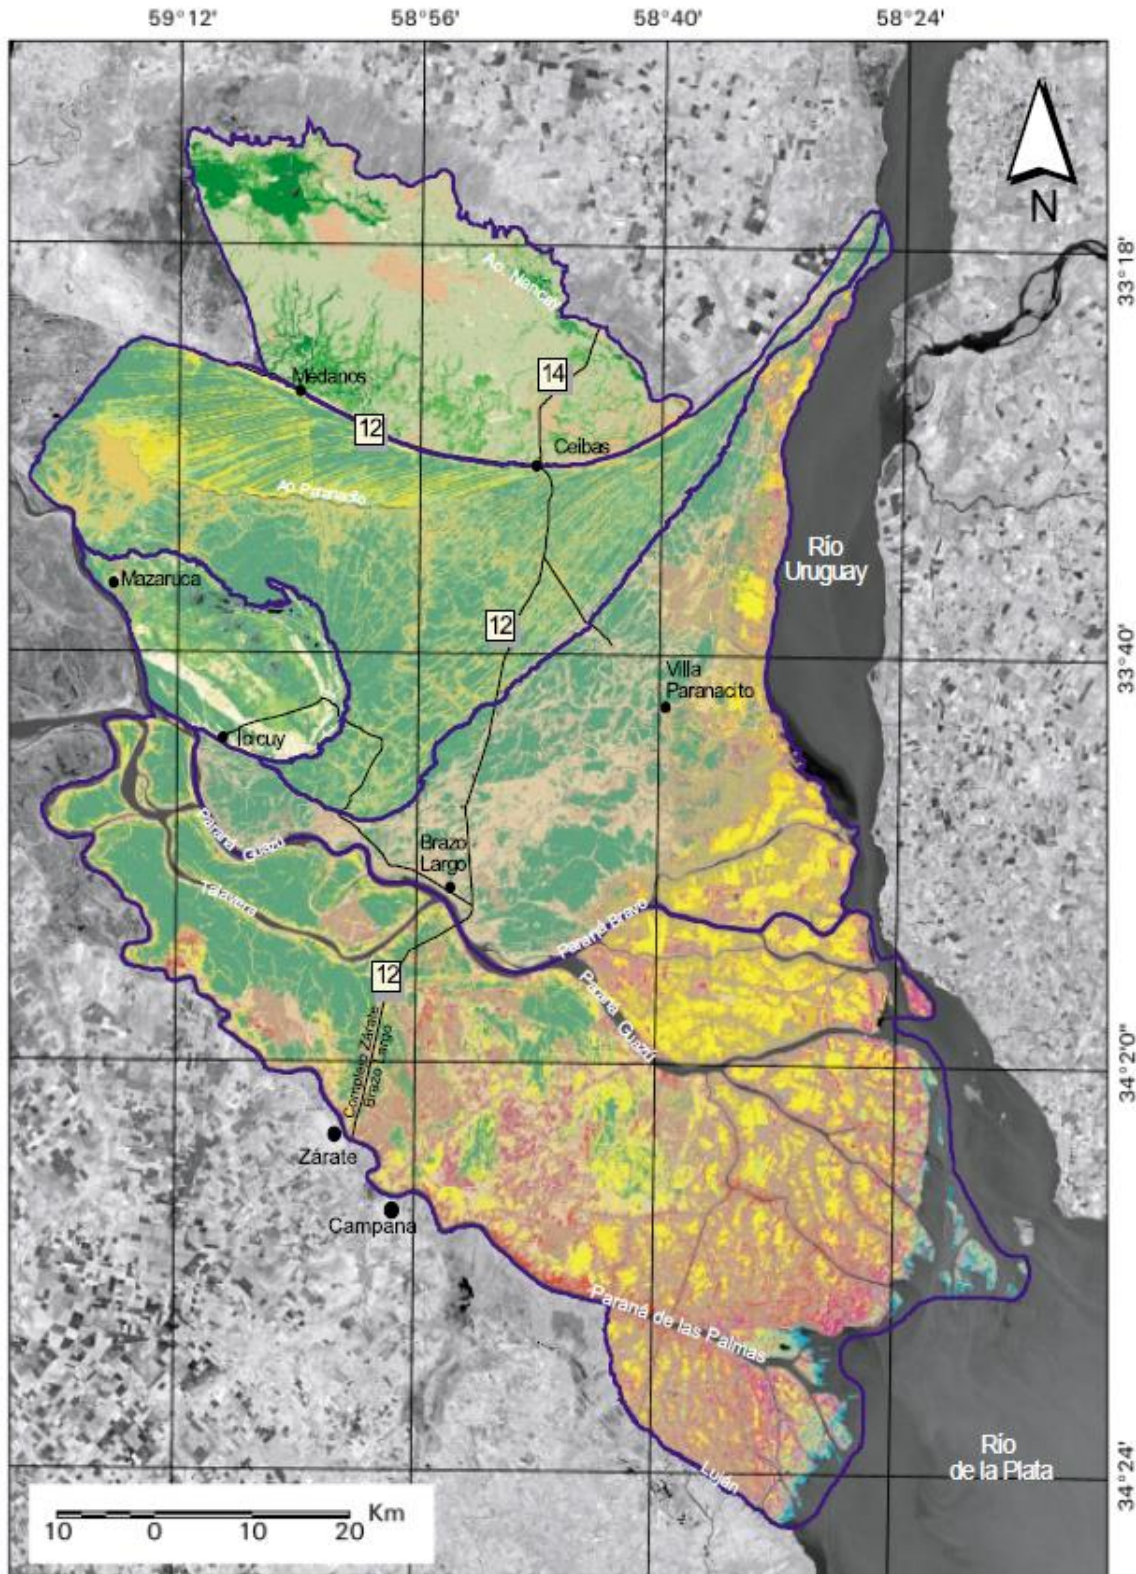 59°12'
58°56'
58°40'
58°24'
N
33°18'
Ao. Ñancay
14
Médanos
12
Ceibas
Ao Paranacito
Río
Uruguay
Mazaruca
12
33°40'
Villa
Paranacito
Ibicuy
Paraná Guazú
Brazo
Largo
Talavera
Paraná Bravo
12
Paraná Guazú
Complejo Zárate
Brazo Largo
34°2'0"
Zárate
Campana
Paraná de las Palmas
Río
de la Plata
Luján
34°24'
Km
10 0 10 20